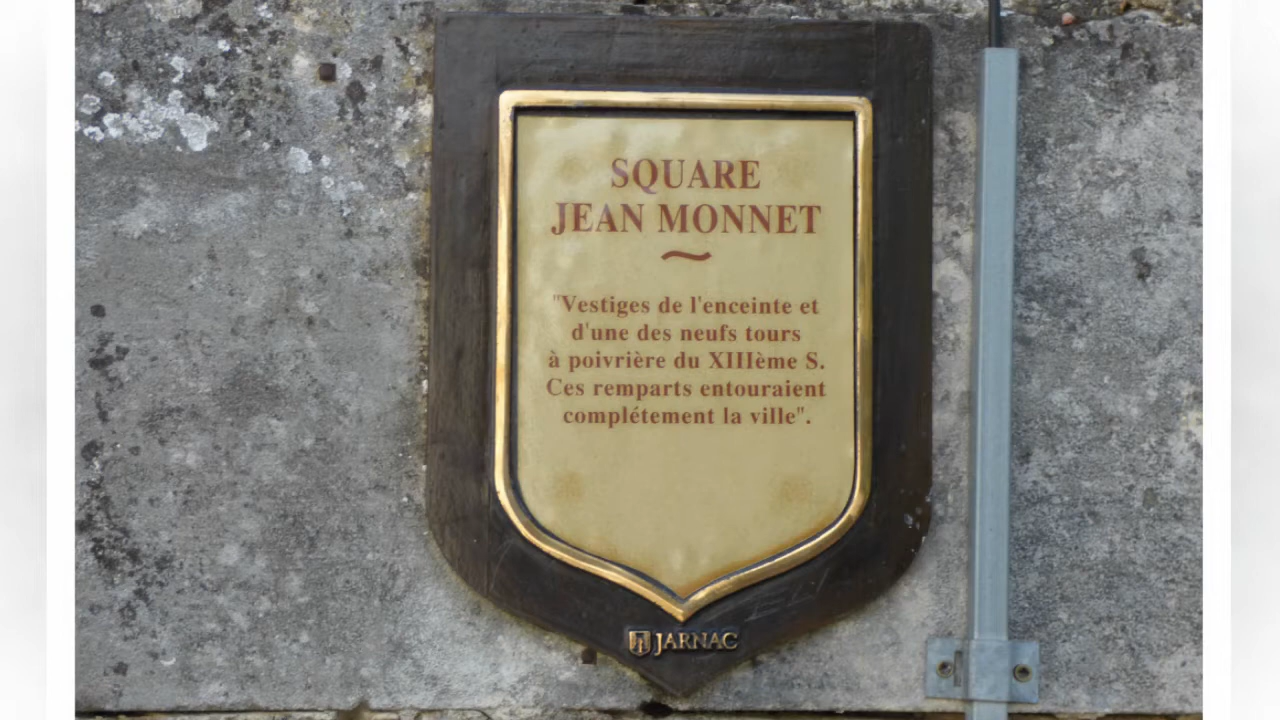 SQUARE
JEAN MONNET
~
"Vestiges de l'enceinte et
d'une des neufs tours
à poivrière du XIIIème S.
Ces remparts entouraient
complétement la ville".
JARNAC